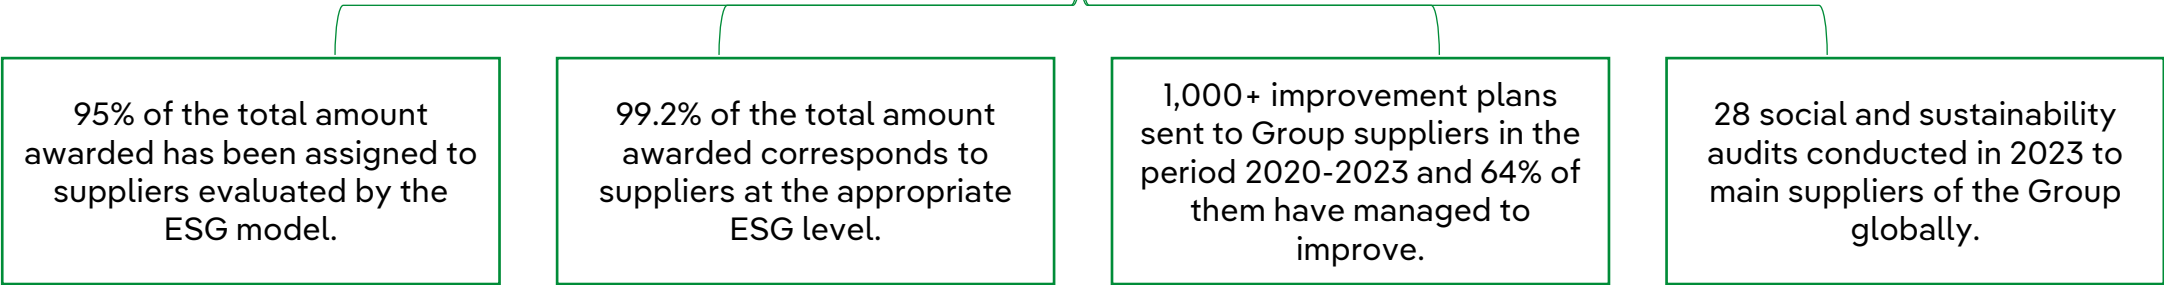 95% of the total amount
awarded has been assigned to
suppliers evaluated by the
ESG model.
99.2% of the total amount
awarded corresponds to
suppliers at the appropriate
ESG level.
1,000+ improvement plans
sent to Group suppliers in the
period 2020-2023 and 64% of
them have managed to
improve.
28 social and sustainability
audits conducted in 2023 to
main suppliers of the Group
globally.